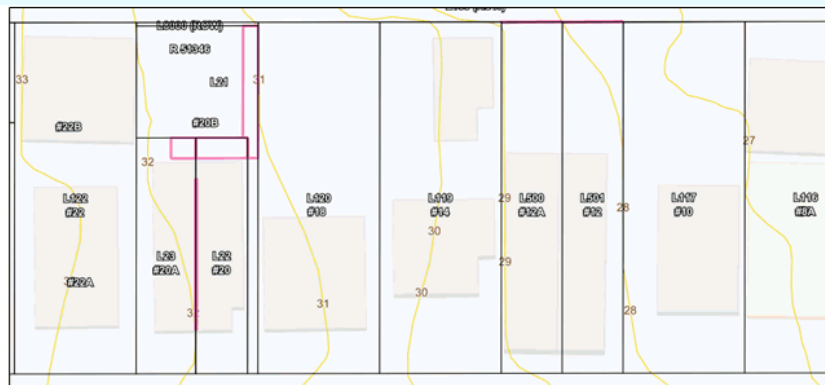 L8000 (ROW)
R 51346
33
L21
31
#20B
#22B
32
27
L122
#22
L120
#18
L119
#14
29
L500
#12A
L501
#12
28
L117
#10
L116
#8A
30
L23
#20A
L22
#20
29
#22A
30
31
28